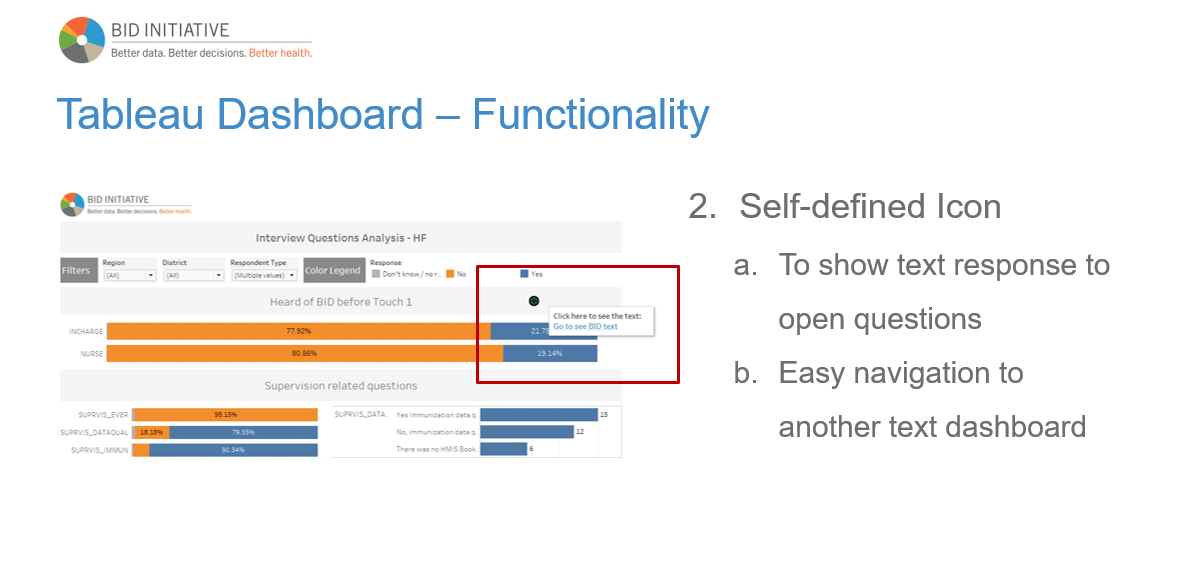 BID INITIATIVE
Better data. Better decisions. Better health.
Tableau Dashboard – Functionality
BID INITIATIVE
Better data. Better decisions. Better health.
Interview Questions Analysis - HF
Filters
Region
(All)
District
(All)
Respondent Type
(Multiple values)
Color Legend
Response
Don't know / no r...
No
Yes
Heard of BID before Touch 1
Click here to see the text:
Go to see BID text
INCHARGE 77.92% 21.75
NURSE 80.86% 19.14%
Supervision related questions
SUPRVIS_EVER 98.15%
SUPRVIS_DATAQUAL 18.18% 79.55%
SUPRVIS_IMMUN 90.34%
SUPRVIS_DATA.. Yes Immunization data q. 15
No, immunization data q. 12
There was no HMIS Book. 6
2. Self-defined Icon
a. To show text response to
open questions
b. Easy navigation to
another text dashboard